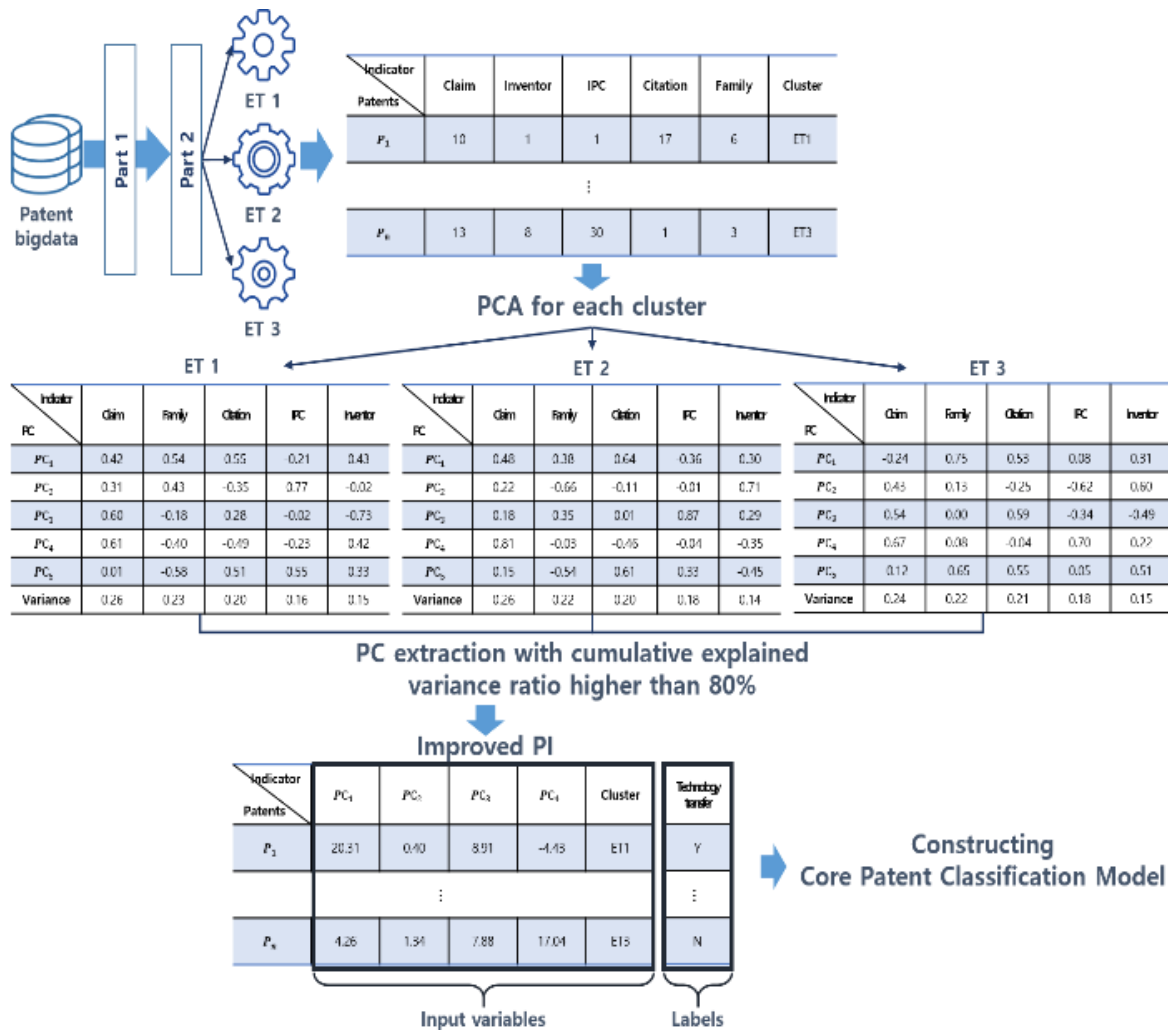 Patent
bigdata
Part 1
Part 2
ET 1
ET 2
ET 3
Indicator
Patents
Claim Inventor IPC Citation Family Cluster
P₁ 10 1 1 17 6 ET1
⋮
Pₙ 13 8 30 1 3 ET3
PCA for each cluster
ET 1
Indicator
PC
Claim Family Citation IPC Inventor
PC₁ 0.42 0.54 0.55 -0.21 0.43
PC₂ 0.31 0.43 -0.35 0.77 -0.02
PC₃ 0.60 -0.18 0.28 -0.02 -0.73
PC₄ 0.61 -0.40 -0.49 -0.23 0.42
PC₅ 0.01 -0.58 0.51 0.55 0.33
Variance 0.26 0.23 0.20 0.16 0.15
ET 2
Indicator
PC
Claim Family Citation IPC Inventor
PC₁ 0.48 0.38 0.64 -0.36 0.30
PC₂ 0.22 -0.66 -0.11 -0.01 0.71
PC₃ 0.18 0.35 0.01 0.87 0.29
PC₄ 0.81 -0.03 -0.46 -0.04 -0.35
PC₅ 0.15 -0.54 0.61 0.33 -0.45
Variance 0.26 0.22 0.20 0.18 0.14
ET 3
Indicator
PC
Claim Family Citation IPC Inventor
PC₁ -0.24 0.75 0.53 0.08 0.31
PC₂ 0.43 0.13 -0.25 -0.62 0.60
PC₃ 0.54 0.00 0.59 -0.34 -0.49
PC₄ 0.67 0.08 -0.04 0.70 0.22
PC₅ 0.12 0.65 0.55 0.05 0.51
Variance 0.24 0.22 0.21 0.18 0.15
PC extraction with cumulative explained
variance ratio higher than 80%
Improved PI
Indicator
Patents
PC₁ PC₂ PC₃ PC₄ Cluster
Technology
transfer
P₁ 20.31 0.40 8.91 -4.43 ET1 Y
⋮ ⋮
Pₙ 4.26 1.34 7.88 17.04 ET3 N
Input variables
Labels
Constructing
Core Patent Classification Model